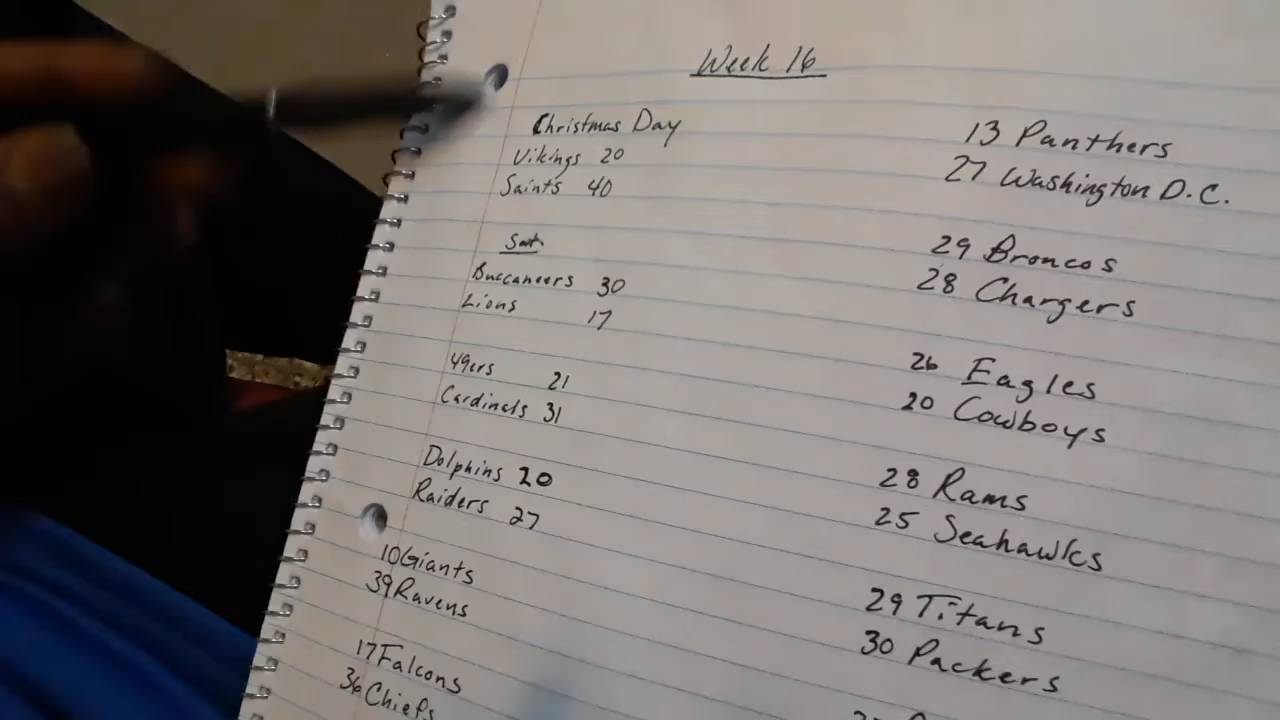 Week 16
Christmas Day
Vikings 20
Saints 40
Sat.
Buccaneers 30
Lions 17
49ers 21
Cardinals 31
Dolphins 20
Raiders 27
10 Giants
39 Ravens
17 Falcons
36 Chiefs
13 Panthers
27 Washington D.C.
29 Broncos
28 Chargers
26 Eagles
20 Cowboys
28 Rams
25 Seahawks
29 Titans
30 Packers